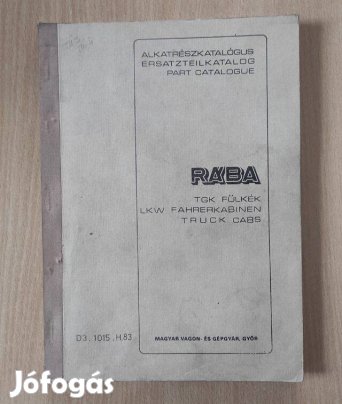 ALKATRÉSZKATALÓGUS
ERSATZTEILKATALOG
PART CATALOGUE
RÁBA
TGK FÜLKÉK
LKW FAHRERKABINEN
TRUCK CABS
D3.1015.H.83
MAGYAR VAGON- ÉS GÉPGYÁR, GYŐR
Jófogás